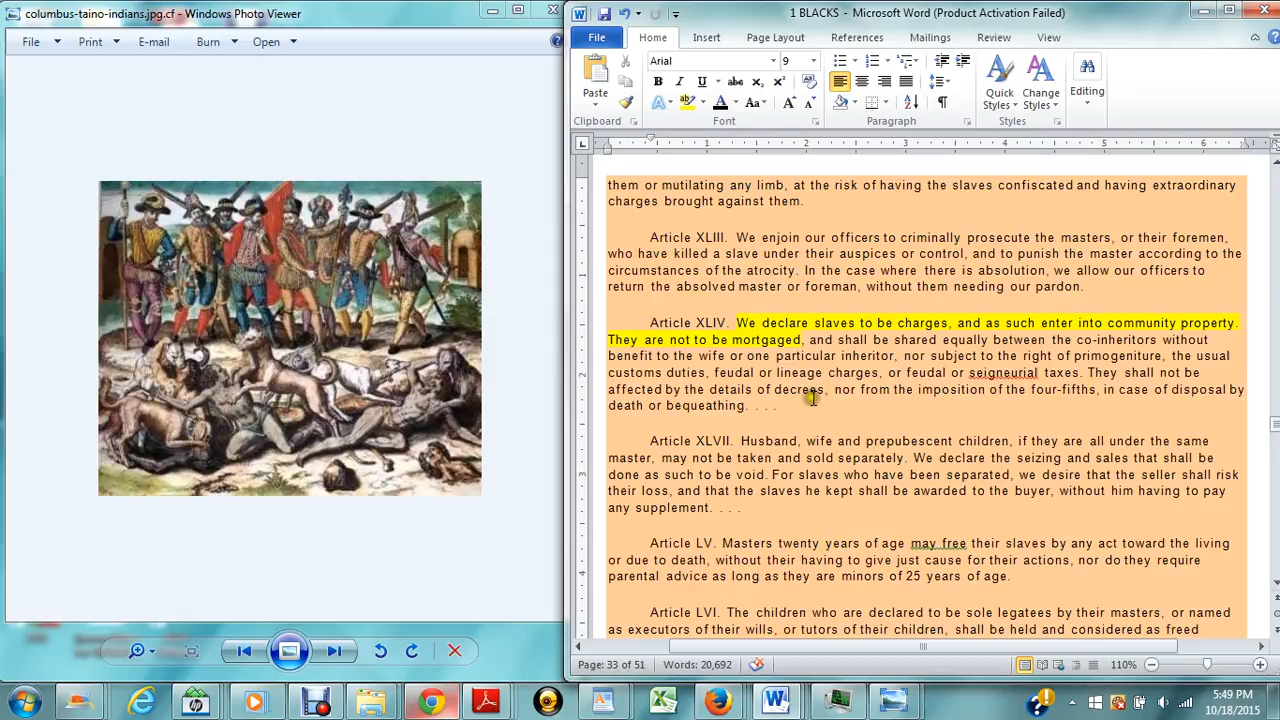 columbus-taino-indians.jpg.cf - Windows Photo Viewer
File Print E-mail Burn Open
1 BLACKS - Microsoft Word (Product Activation Failed)
File Home Insert Page Layout References Mailings Review View
Arial 9
Paste
Quick Styles
Change Styles
Editing
Clipboard Font Paragraph Styles
1 2 3 4 5 6
them or mutilating any limb, at the risk of having the slaves confiscated and having extraordinary
charges brought against them.
Article XLIII. We enjoin our officers to criminally prosecute the masters, or their foremen,
who have killed a slave under their auspices or control, and to punish the master according to the
circumstances of the atrocity. In the case where there is absolution, we allow our officers to
return the absolved master or foreman, without them needing our pardon.
Article XLIV. We declare slaves to be charges, and as such enter into community property.
They are not to be mortgaged, and shall be shared equally between the co-inheritors without
benefit to the wife or one particular inheritor, nor subject to the right of primogeniture, the usual
customs duties, feudal or lineage charges, or feudal or seigneurial taxes. They shall not be
affected by the details of decrees, nor from the imposition of the four-fifths, in case of disposal by
death or bequeathing. . . .
Article XLVII. Husband, wife and prepubescent children, if they are all under the same
master, may not be taken and sold separately. We declare the seizing and sales that shall be
done as such to be void. For slaves who have been separated, we desire that the seller shall risk
their loss, and that the slaves he kept shall be awarded to the buyer, without him having to pay
any supplement. . . .
Article LV. Masters twenty years of age may free their slaves by any act toward the living
or due to death, without their having to give just cause for their actions, nor do they require
parental advice as long as they are minors of 25 years of age.
Article LVI. The children who are declared to be sole legatees by their masters, or named
as executors of their wills, or tutors of their children, shall be held and considered as freed
Page: 33 of 51 Words: 20,692 110%
5:49 PM
10/18/2015